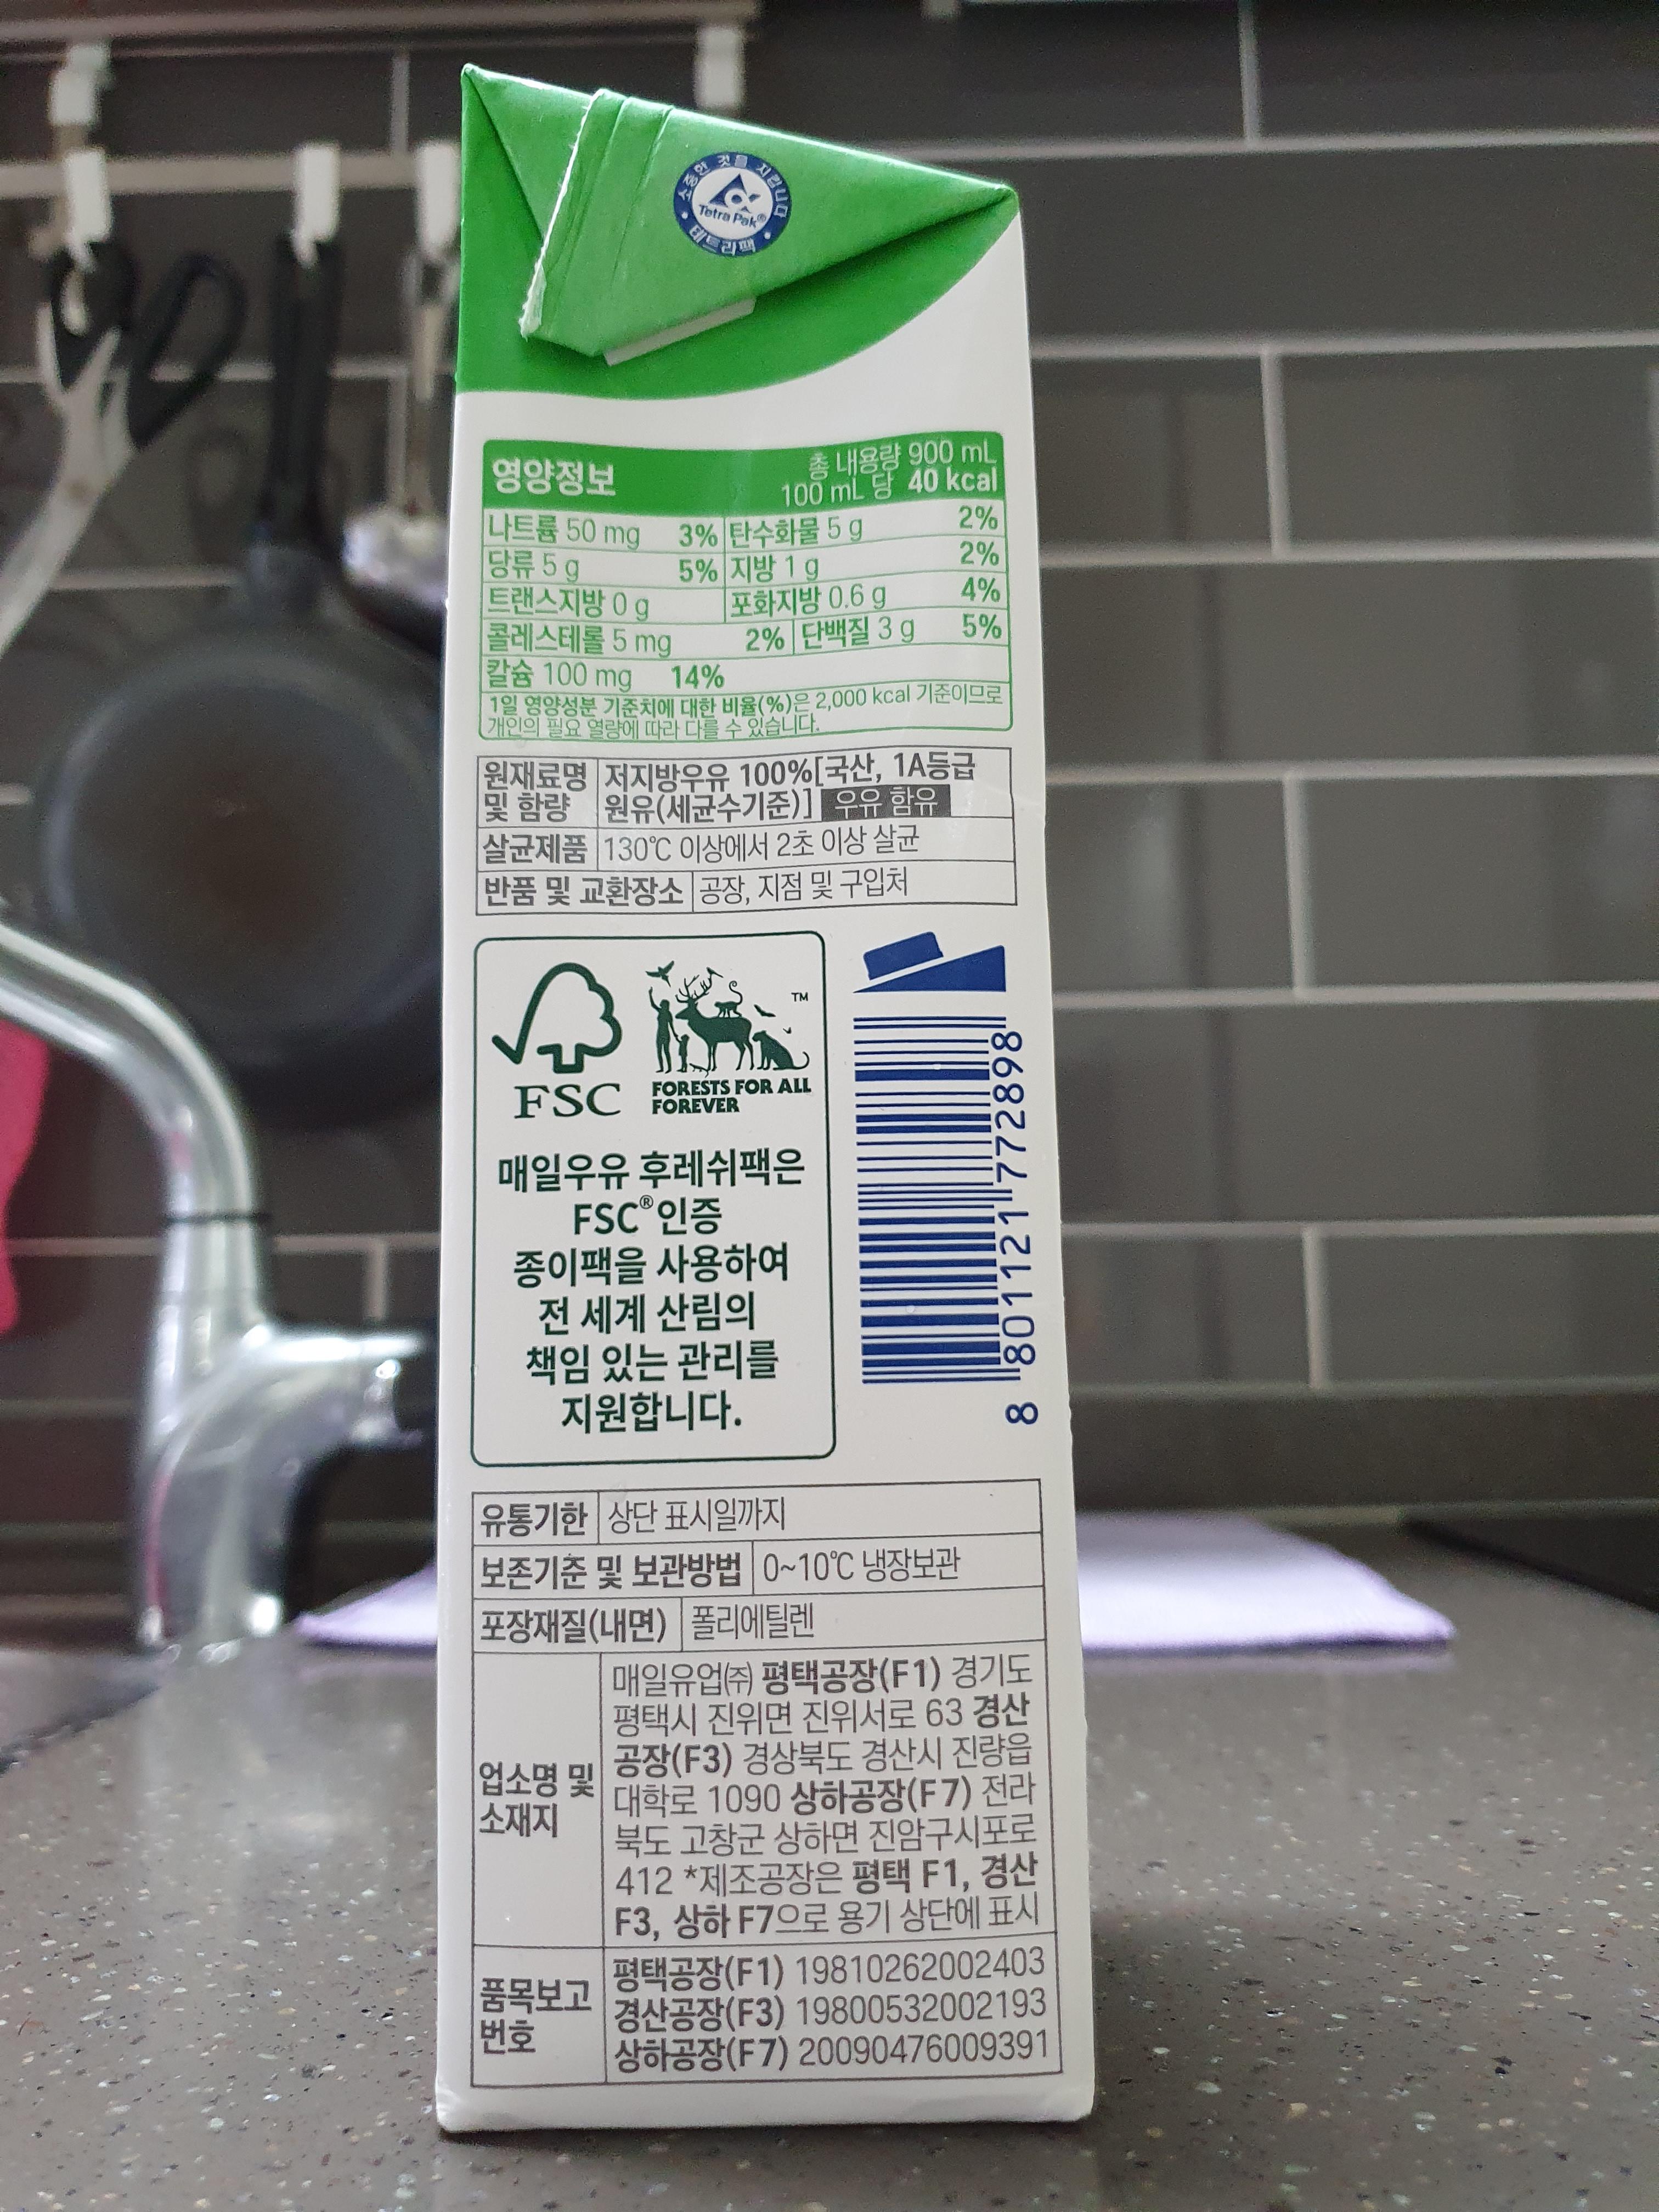 소중한 것을 지킵니다
Tetra Pak®
테트라팩
영양정보 총 내용량 900 mL
100 mL 당 40 kcal
나트륨 50 mg 3% 탄수화물 5 g 2%
당류 5 g 5% 지방 1 g 2%
트랜스지방 0 g 포화지방 0.6 g 4%
콜레스테롤 5 mg 2% 단백질 3 g 5%
칼슘 100 mg 14%
1일 영양성분 기준치에 대한 비율(%)은 2,000 kcal 기준이므로
개인의 필요 열량에 따라 다를 수 있습니다.
원재료명 및 함량 저지방우유 100%[국산, 1A등급
원유(세균수기준)] 우유 함유
살균제품 130℃ 이상에서 2초 이상 살균
반품 및 교환장소 공장, 지점 및 구입처
FSC
TM
FORESTS FOR ALL
FOREVER
매일우유 후레쉬팩은
FSC®인증
종이팩을 사용하여
전 세계 산림의
책임 있는 관리를
지원합니다.
8 801121 772898
유통기한 상단 표시일까지
보존기준 및 보관방법 0~10℃ 냉장보관
포장재질(내면) 폴리에틸렌
업소명 및
소재지
매일유업㈜ 평택공장(F1) 경기도
평택시 진위면 진위서로 63 경산
공장(F3) 경상북도 경산시 진량읍
대학로 1090 상하공장(F7) 전라
북도 고창군 상하면 진암구시포로
412 *제조공장은 평택 F1, 경산
F3, 상하 F7으로 용기 상단에 표시
품목보고
번호
평택공장(F1) 19810262002403
경산공장(F3) 19800532002193
상하공장(F7) 20090476009391